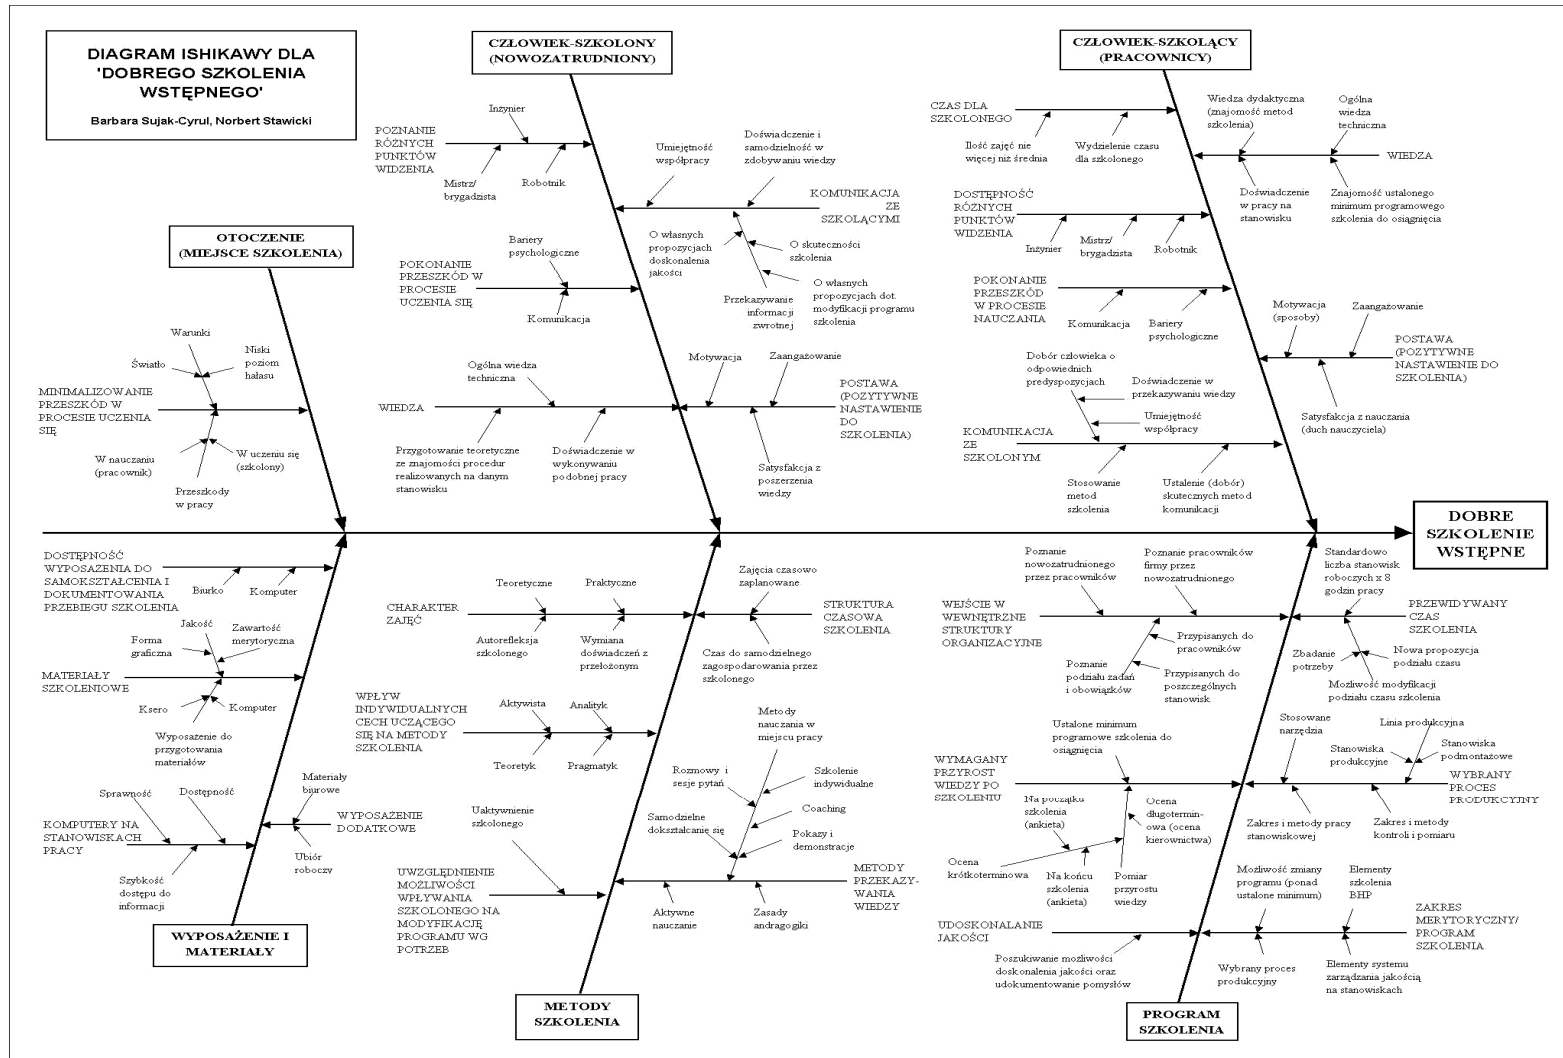 DIAGRAM ISHIKAWY DLA
'DOBREGO SZKOLENIA
WSTĘPNEGO'
Barbara Sujak-Cyrul, Norbert Stawicki
CZŁOWIEK-SZKOLONY
(NOWOZATRUDNIONY)
POZNANIE
RÓŻNYCH
PUNKTÓW
WIDZENIA
Inżynier
Mistrz/
brygadzista
Robotnik
Umiejętność
współpracy
Doświadczenie i
samodzielność w
zdobywaniu wiedzy
KOMUNIKACJA
ZE
SZKOLĄCYMI
O własnych
propozycjach
doskonalenia
jakości
O skuteczności
szkolenia
O własnych
propozycjach dot.
modyfikacji programu
szkolenia
Przekazywanie
informacji
zwrotnej
POKONANIE
PRZESZKÓD W
PROCESIE
UCZENIA SIĘ
Bariery
psychologiczne
Komunikacja
WIEDZA
Ogólna wiedza
techniczna
Przygotowanie teoretyczne
ze znajomości procedur
realizowanych na danym
stanowisku
Doświadczenie w
wykonywaniu
podobnej pracy
Motywacja
Zaangażowanie
POSTAWA
(POZYTYWNE
NASTAWIENIE
DO
SZKOLENIA)
Satysfakcja z
poszerzenia
wiedzy
CZŁOWIEK-SZKOLĄCY
(PRACOWNICY)
CZAS DLA
SZKOLONEGO
Ilość zajęć nie
więcej niż średnia
Wydzielenie czasu
dla szkolonego
Wiedza dydaktyczna
(znajomość metod
szkolenia)
Ogólna
wiedza
techniczna
WIEDZA
Doświadczenie
w pracy na
stanowisku
Znajomość ustalonego
minimum programowego
szkolenia do osiągnięcia
DOSTĘPNOŚĆ
RÓŻNYCH
PUNKTÓW
WIDZENIA
Inżynier
Mistrz/
brygadzista
Robotnik
POKONANIE
PRZESZKÓD
W PROCESIE
NAUCZANIA
Komunikacja
Bariery
psychologiczne
Motywacja
(sposoby)
Zaangażowanie
POSTAWA
(POZYTYWNE
NASTAWIENIE DO
SZKOLENIA)
Satysfakcja z nauczania
(duch nauczyciela)
Dobór człowieka o
odpowiednich
predyspozycjach
Doświadczenie w
przekazywaniu wiedzy
Umiejętność
współpracy
KOMUNIKACJA
ZE
SZKOLONYM
Stosowanie
metod
szkolenia
Ustalenie (dobór)
skutecznych metod
komunikacji
OTOCZENIE
(MIEJSCE SZKOLENIA)
Warunki
Światło
Niski
poziom
hałasu
MINIMALIZOWANIE
PRZESZKÓD W
PROCESIE UCZENIA
SIĘ
W nauczaniu
(pracownik)
W uczeniu się
(szkolony)
Przeszkody
w pracy
DOBRE
SZKOLENIE
WSTĘPNE
DOSTĘPNOŚĆ
WYPOSAŻENIA DO
SAMOKSZTAŁCENIA I
DOKUMENTOWANIA
PRZEBIEGU SZKOLENIA
Biurko
Komputer
Jakość
Zawartość
merytoryczna
Forma
graficzna
MATERIAŁY
SZKOLENIOWE
Ksero
Komputer
Wyposażenie do
przygotowania
materiałów
Sprawność
Dostępność
Materiały
biurowe
KOMPUTERY NA
STANOWISKACH
PRACY
WYPOSAŻENIE
DODATKOWE
Szybkość
dostępu do
informacji
Ubiór
roboczy
WYPOSAŻENIE I
MATERIAŁY
CHARAKTER
ZAJĘĆ
Teoretyczne
Praktyczne
Autorefleksja
szkolonego
Wymiana
doświadczeń z
przełożonym
Zajęcia czasowo
zaplanowane
STRUKTURA
CZASOWA
SZKOLENIA
Czas do samodzielnego
zagospodarowania przez
szkolonego
WPŁYW
INDYWIDUALNYCH
CECH UCZĄCEGO
SIĘ NA METODY
SZKOLENIA
Aktywista
Analityk
Teoretyk
Pragmatyk
Metody
nauczania w
miejscu pracy
Rozmowy i
sesje pytań
Szkolenie
indywidualne
Samodzielne
dokształcanie się
Coaching
Pokazy i
demonstracje
Uaktywnienie
szkolonego
UWZGLĘDNIENIE
MOŻLIWOŚCI
WPŁYWANIA
SZKOLONEGO NA
MODYFIKACJĘ
PROGRAMU WG
POTRZEB
METODY
PRZEKAZY-
WANIA
WIEDZY
Aktywne
nauczanie
Zasady
andragogiki
METODY
SZKOLENIA
WEJŚCIE W
WEWNĘTRZNE
STRUKTURY
ORGANIZACYJNE
Poznanie
nowozatrudnionego
przez pracowników
Poznanie pracowników
firmy przez
nowozatrudnionego
Przypisanych do
pracowników
Poznanie
podziału zadań
i obowiązków
Przypisanych do
poszczególnych
stanowisk
Standardowo
liczba stanowisk
roboczych x 8
godzin pracy
PRZEWIDYWANY
CZAS
SZKOLENIA
Zbadanie
potrzeby
Nowa propozycja
podziału czasu
Możliwość modyfikacji
podziału czasu szkolenia
WYMAGANY
PRZYROST
WIEDZY PO
SZKOLENIU
Ustalone minimum
programowe szkolenia do
osiągnięcia
Na początku
szkolenia
(ankieta)
Ocena
długotermin-
owa (ocena
kierownictwa)
Ocena
krótkoterminowa
Na końcu
szkolenia
(ankieta)
Pomiar
przyrostu
wiedzy
Stosowane
narzędzia
Linia produkcyjna
Stanowiska
produkcyjne
Stanowiska
podmontażowe
WYBRANY
PROCES
PRODUKCYJNY
Zakres i metody pracy
stanowiskowej
Zakres i metody
kontroli i pomiaru
UDOSKONALANIE
JAKOŚCI
Poszukiwanie możliwości
doskonalenia jakości oraz
udokumentowanie pomysłów
Możliwość zmiany
programu (ponad
ustalone minimum)
Elementy
szkolenia
BHP
ZAKRES
MERYTORYCZNY/
PROGRAM
SZKOLENIA
Wybrany proces
produkcyjny
Elementy systemu
zarządzania jakością
na stanowiskach
PROGRAM
SZKOLENIA